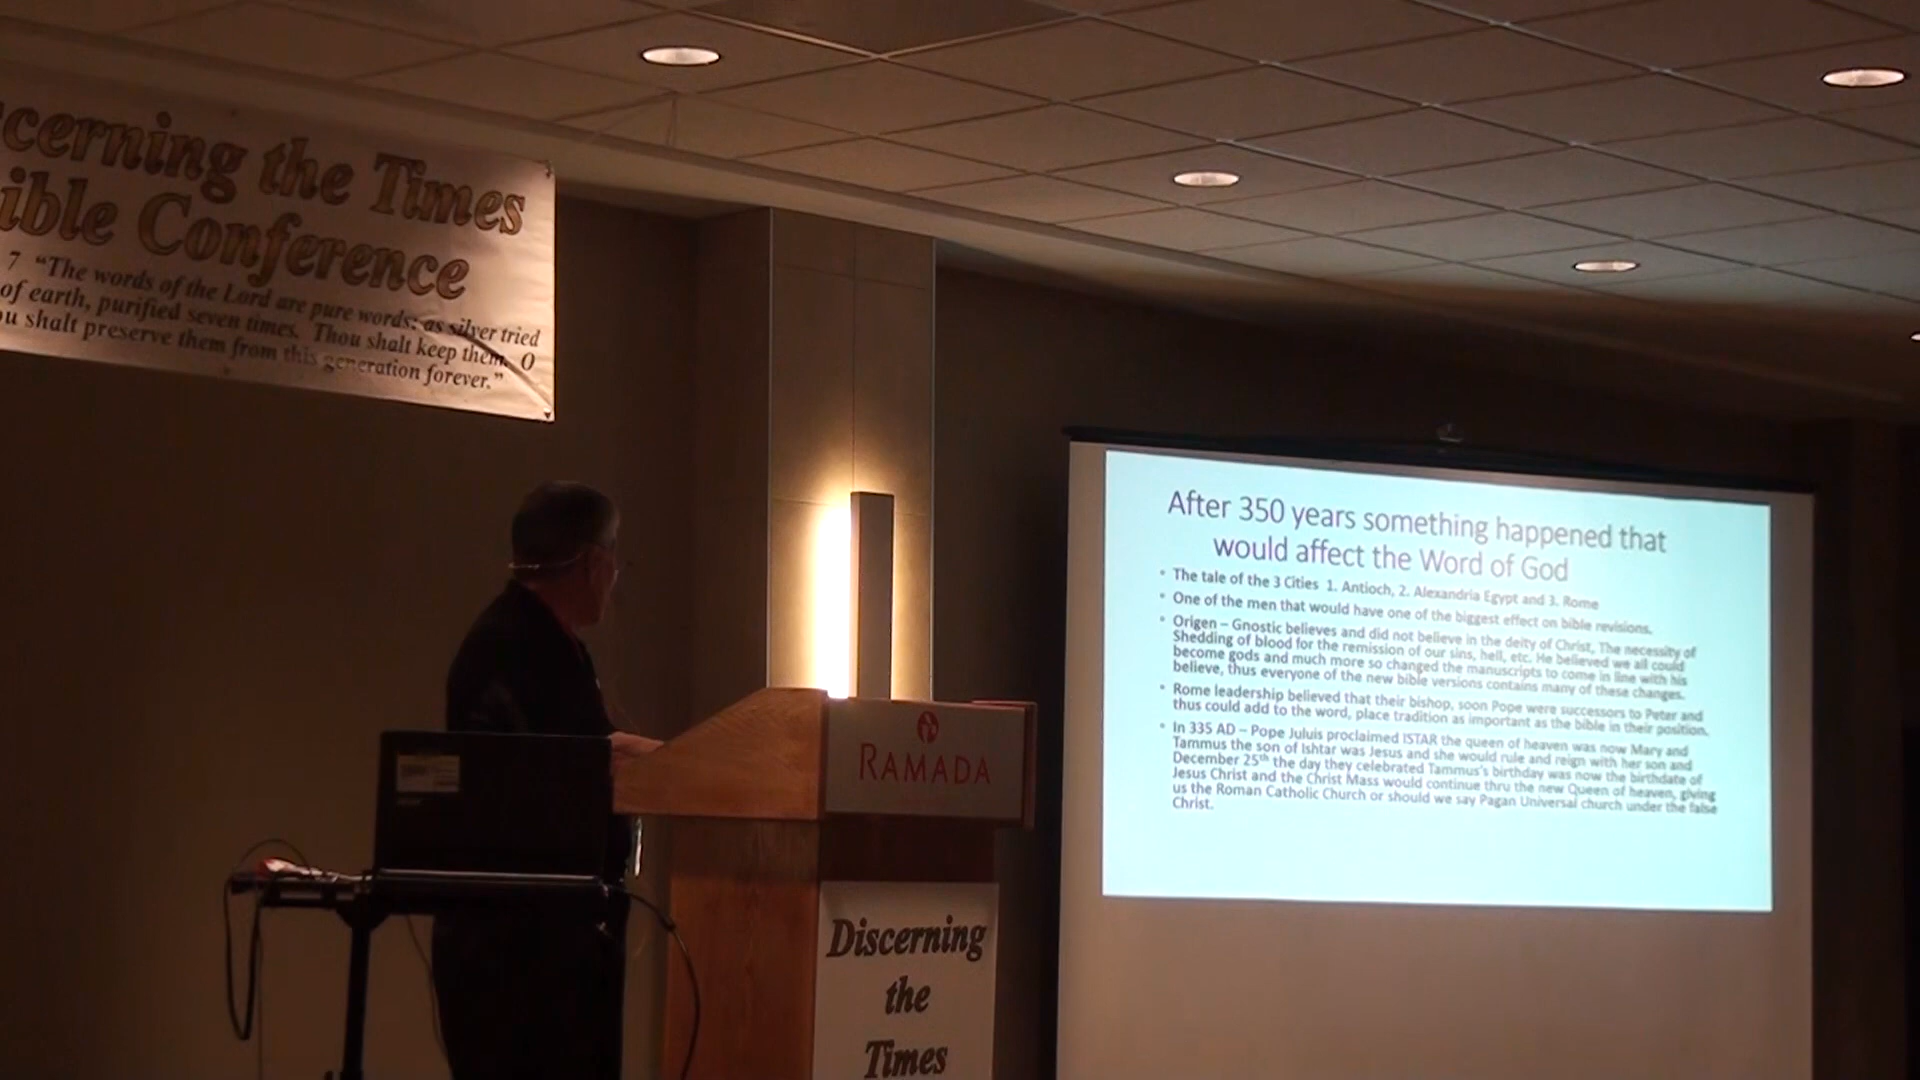 cerning the Times
ible Conference
7 “The words of the Lord are pure words: as silver tried
of earth, purified seven times. Thou shalt keep them, O
ou shalt preserve them from this generation forever.”
After 350 years something happened that
would affect the Word of God
• The tale of the 3 Cities 1. Antioch, 2. Alexandria Egypt and 3. Rome
• One of the men that would have one of the biggest effect on bible revisions.
• Origen – Gnostic believes and did not believe in the deity of Christ, The necessity of
Shedding of blood for the remission of our sins, hell, etc. He believed we all could
become gods and much more so changed the manuscripts to come in line with his
believe, thus everyone of the new bible versions contains many of these changes.
• Rome leadership believed that their bishop, soon Pope were successors to Peter and
thus could add to the word, place tradition as important as the bible in their position.
• In 335 AD – Pope Juluis proclaimed ISTAR the queen of heaven was now Mary and
Tammus the son of Ishtar was Jesus and she would rule and reign with her son and
December 25th the day they celebrated Tammus's birthday was now the birthdate of
Jesus Christ and the Christ Mass would continue thru the new Queen of heaven, giving
us the Roman Catholic Church or should we say Pagan Universal church under the false
Christ.
RAMADA
Discerning
the
Times